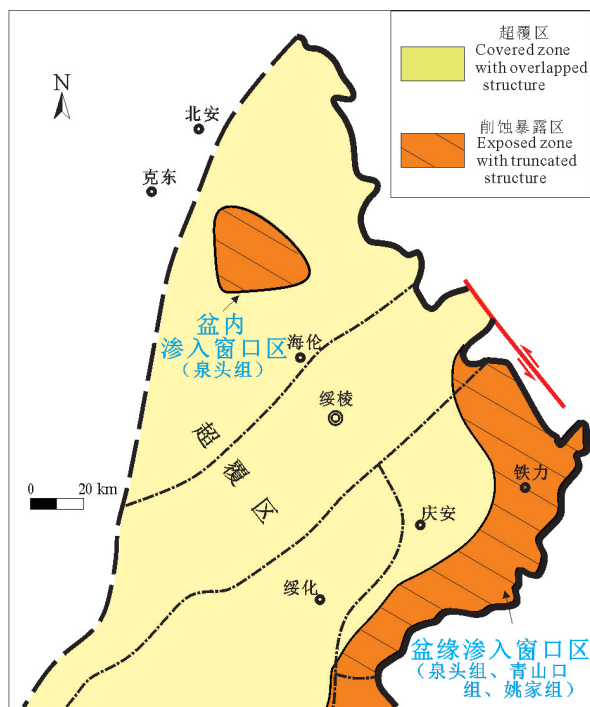 超覆区
Covered zone
with overlapped
structure
削蚀暴露区
Exposed zone
with truncated
structure
N
北安
克东
盆内
渗入窗口区
（泉头组）
海伦
绥棱
超覆区
0 20 km
铁力
庆安
绥化
盆缘渗入窗口区
（泉头组、青山口
组、姚家组）